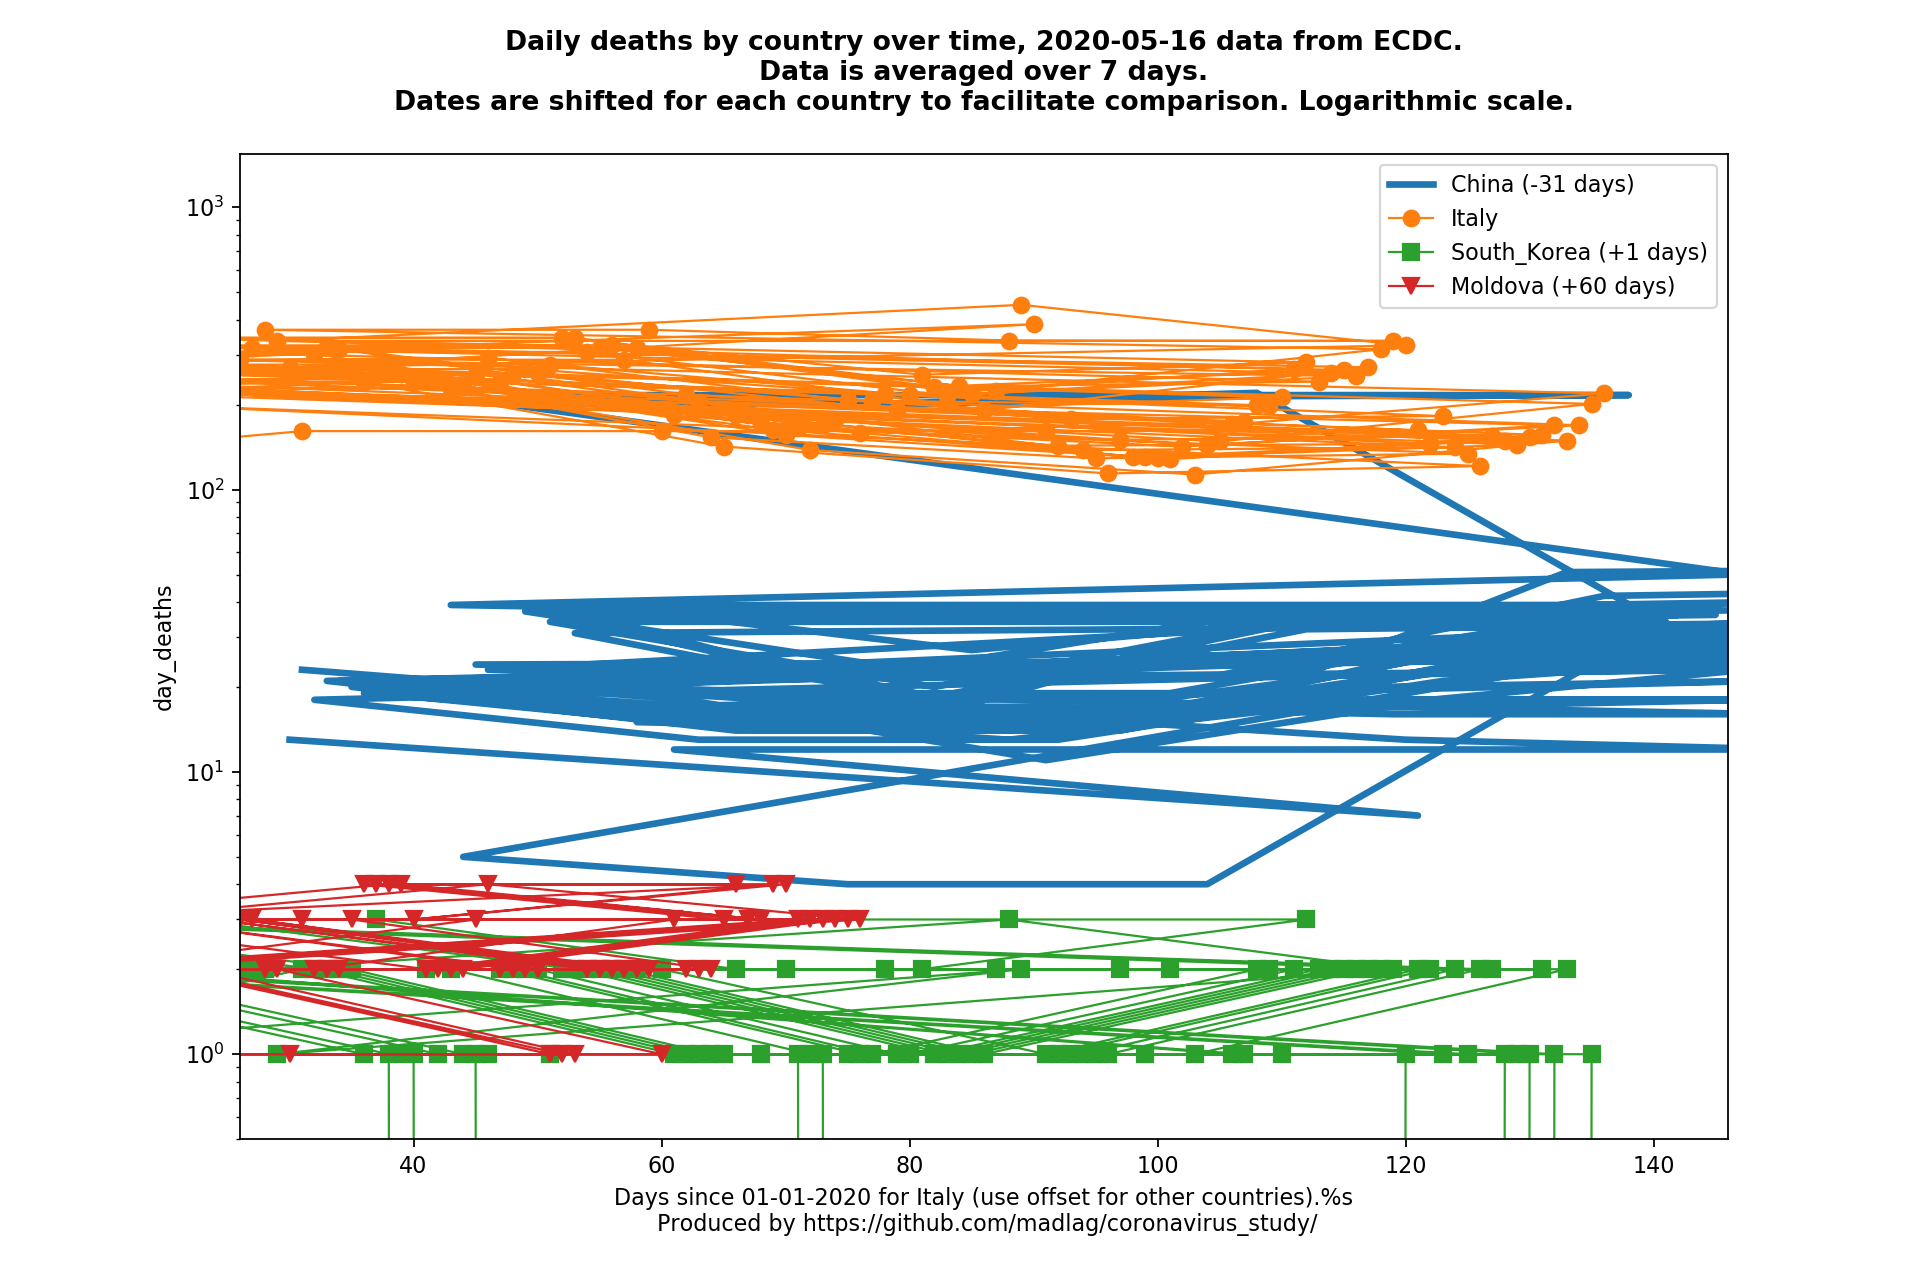 Daily deaths by country over time, 2020-05-16 data from ECDC.
Data is averaged over 7 days.
Dates are shifted for each country to facilitate comparison. Logarithmic scale.
China (-31 days)
Italy
South_Korea (+1 days)
Moldova (+60 days)
day_deaths
10³
10²
10¹
10⁰
40 60 80 100 120 140
Days since 01-01-2020 for Italy (use offset for other countries).%s
Produced by https://github.com/madlag/coronavirus_study/